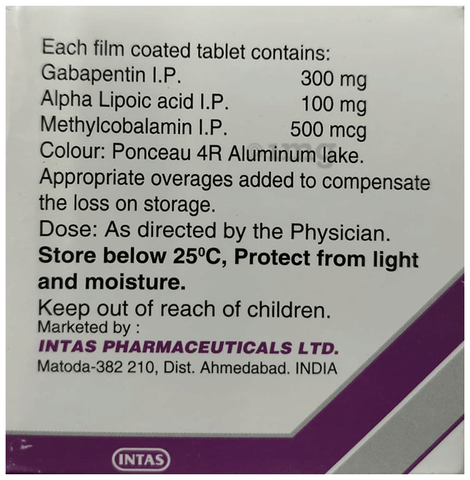 Each film coated tablet contains:
Gabapentin I.P. 300 mg
Alpha Lipoic acid I.P. 100 mg
Methylcobalamin I.P. 500 mcg
Colour: Ponceau 4R Aluminum lake.
Appropriate overages added to compensate
the loss on storage.
Dose: As directed by the Physician.
Store below 25⁰C, Protect from light
and moisture.
Keep out of reach of children.
Marketed by :
INTAS PHARMACEUTICALS LTD.
Matoda-382 210, Dist. Ahmedabad. INDIA
INTAS